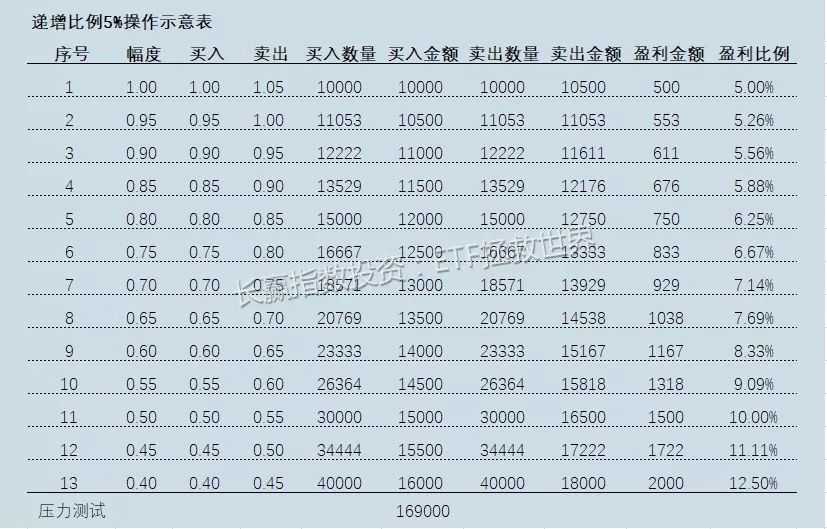 递增比例5%操作示意表
序号 幅度 买入 卖出 买入数量 买入金额 卖出数量 卖出金额 盈利金额 盈利比例
1 1.00 1.00 1.05 10000 10000 10000 10500 500 5.00%
2 0.95 0.95 1.00 11053 10500 11053 11053 553 5.26%
3 0.90 0.90 0.95 12222 11000 12222 11611 611 5.56%
4 0.85 0.85 0.90 13529 11500 13529 12176 676 5.88%
5 0.80 0.80 0.85 15000 12000 15000 12750 750 6.25%
6 0.75 0.75 0.80 16667 12500 16667 13333 833 6.67%
7 0.70 0.70 0.75 18571 13000 18571 13929 929 7.14%
8 0.65 0.65 0.70 20769 13500 20769 14538 1038 7.69%
9 0.60 0.60 0.65 23333 14000 23333 15167 1167 8.33%
10 0.55 0.55 0.60 26364 14500 26364 15818 1318 9.09%
11 0.50 0.50 0.55 30000 15000 30000 16500 1500 10.00%
12 0.45 0.45 0.50 34444 15500 34444 17222 1722 11.11%
13 0.40 0.40 0.45 40000 16000 40000 18000 2000 12.50%
压力测试 169000
长赢指数投资，ETF拯救世界